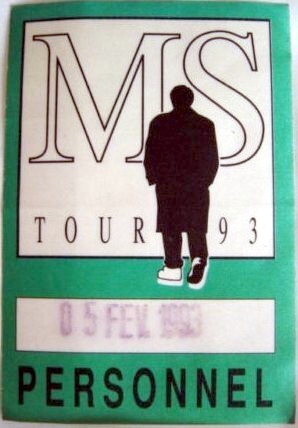 MS
TOUR 93
05 FEV. 1993
PERSONNEL